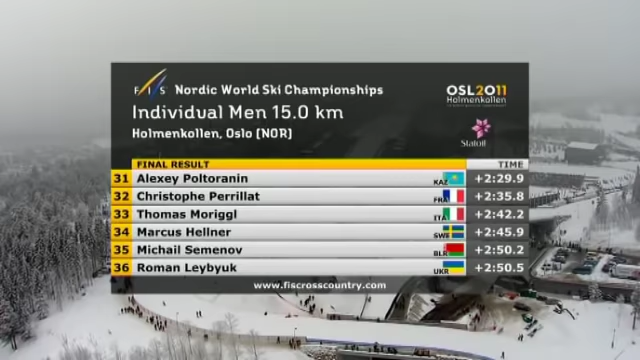 FIS
Nordic World Ski Championships
OSL2011
Individual Men 15.0 km
Holmenkollen
Holmenkollen, Oslo (NOR)
Statoil
FINAL RESULT TIME
31 Alexey Poltoranin KAZ +2:29.9
32 Christophe Perrillat FRA +2:35.8
33 Thomas Moriggl ITA +2:42.2
34 Marcus Hellner SWE +2:45.9
35 Michail Semenov BLR +2:50.2
36 Roman Leybyuk UKR +2:50.5
www.fiscrosscountry.com